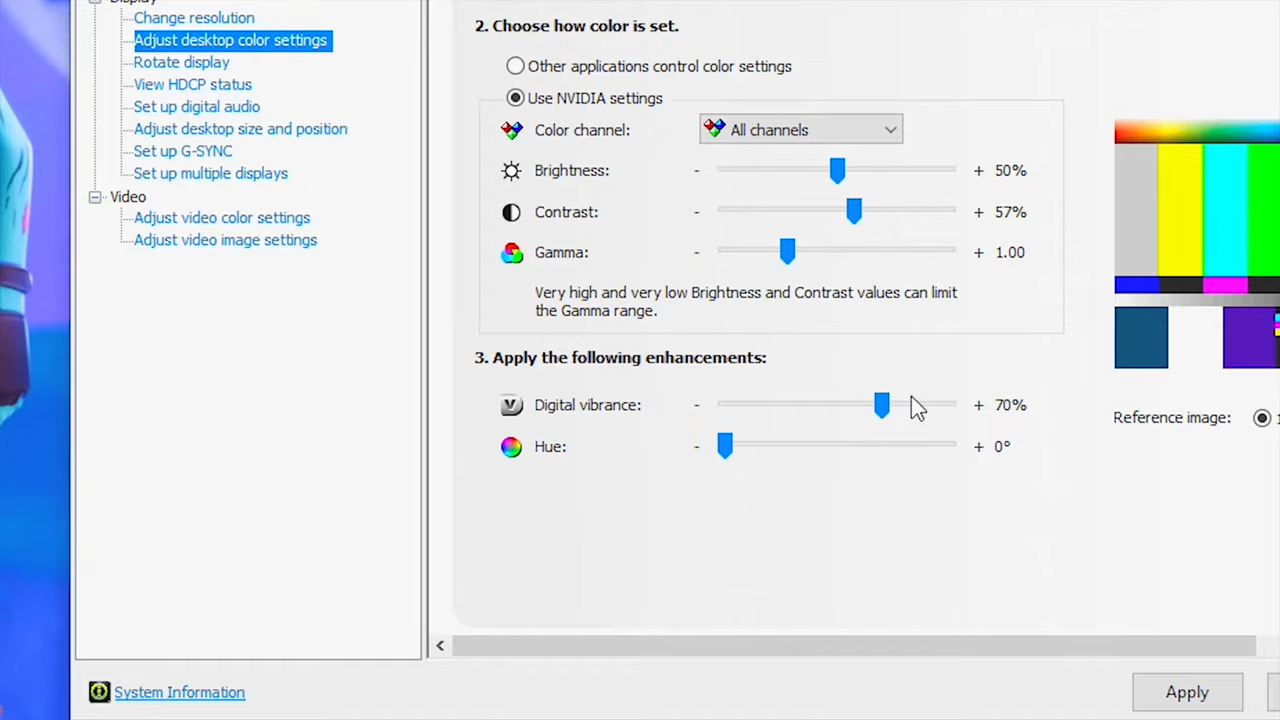 Display
Change resolution
Adjust desktop color settings
Rotate display
View HDCP status
Set up digital audio
Adjust desktop size and position
Set up G-SYNC
Set up multiple displays
Video
Adjust video color settings
Adjust video image settings
System Information
2. Choose how color is set.
Other applications control color settings
Use NVIDIA settings
Color channel: All channels
Brightness: - + 50%
Contrast: - + 57%
Gamma: - + 1.00
Very high and very low Brightness and Contrast values can limit
the Gamma range.
3. Apply the following enhancements:
Digital vibrance: - + 70%
Hue: - + 0°
Reference image:
Apply